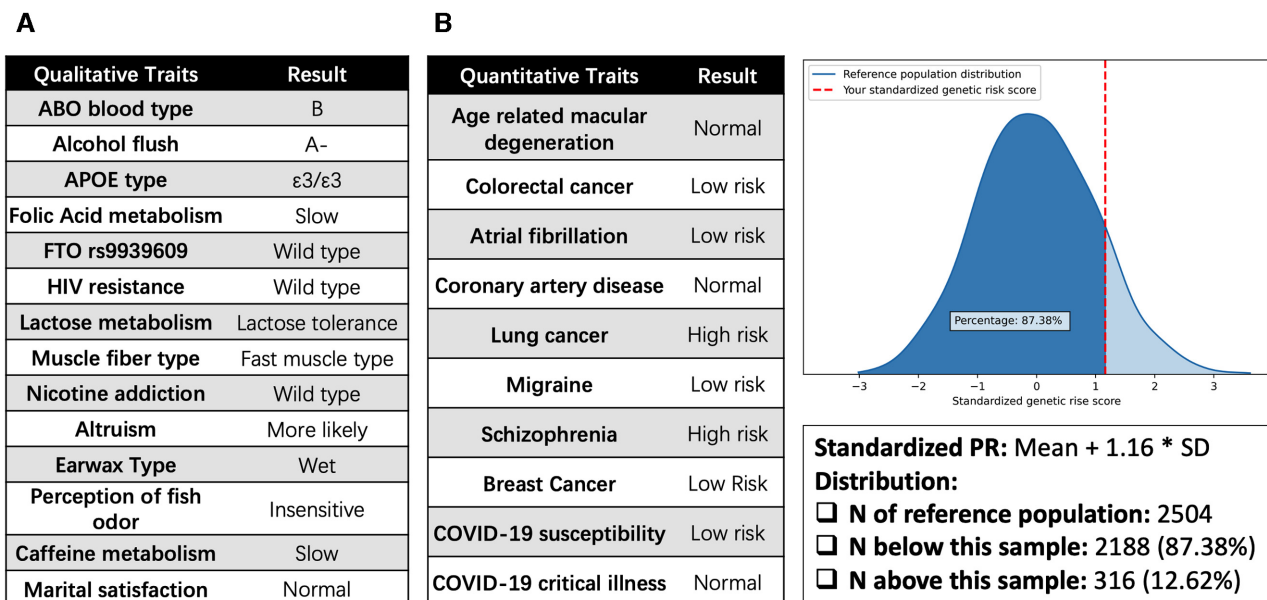 A
B
Qualitative Traits Result
ABO blood type B
Alcohol flush A-
APOE type ε3/ε3
Folic Acid metabolism Slow
FTO rs9939609 Wild type
HIV resistance Wild type
Lactose metabolism Lactose tolerance
Muscle fiber type Fast muscle type
Nicotine addiction Wild type
Altruism More likely
Earwax Type Wet
Perception of fish
odor Insensitive
Caffeine metabolism Slow
Marital satisfaction Normal
Quantitative Traits Result
Age related macular
degeneration Normal
Colorectal cancer Low risk
Atrial fibrillation Low risk
Coronary artery disease Normal
Lung cancer High risk
Migraine Low risk
Schizophrenia High risk
Breast Cancer Low Risk
COVID-19 susceptibility Low risk
COVID-19 critical illness Normal
Reference population distribution
Your standardized genetic risk score
Percentage: 87.38%
−3 −2 −1 0 1 2 3
Standardized genetic rise score
Standardized PR: Mean + 1.16 * SD
Distribution:
❑ N of reference population: 2504
❑ N below this sample: 2188 (87.38%)
❑ N above this sample: 316 (12.62%)